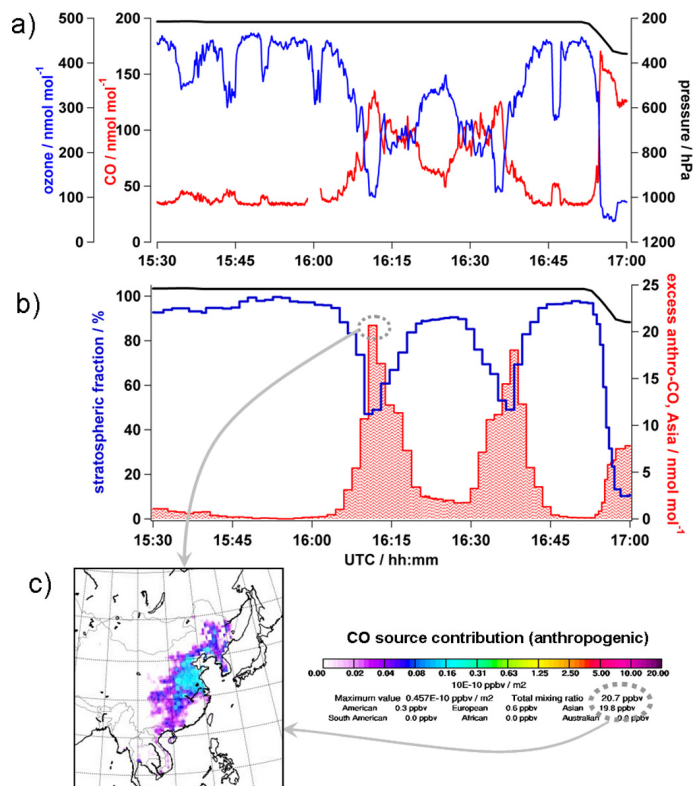 a)
500
400
300
200
100
0
ozone / nmol mol-1
200
150
100
50
0
CO / nmol mol-1
200
400
600
800
1000
1200
pressure / hPa
15:30 15:45 16:00 16:15 16:30 16:45 17:00
b)
100
80
60
40
20
0
stratospheric fraction / %
25
20
15
10
5
0
excess anthro-CO, Asia / nmol mol-1
15:30 15:45 16:00 16:15 16:30 16:45 17:00
UTC / hh:mm
c)
CO source contribution (anthropogenic)
0.00 0.02 0.04 0.08 0.16 0.31 0.63 1.25 2.50 5.00 10.00 20.00
10E-10 ppbv / m2
Maximum value 0.457E-10 ppbv / m2 Total mixing ratio 20.7 ppbv
American 0.3 ppbv European 0.6 ppbv Asian 19.8 ppbv
South American 0.0 ppbv African 0.0 ppbv Australian 0.0 ppbv